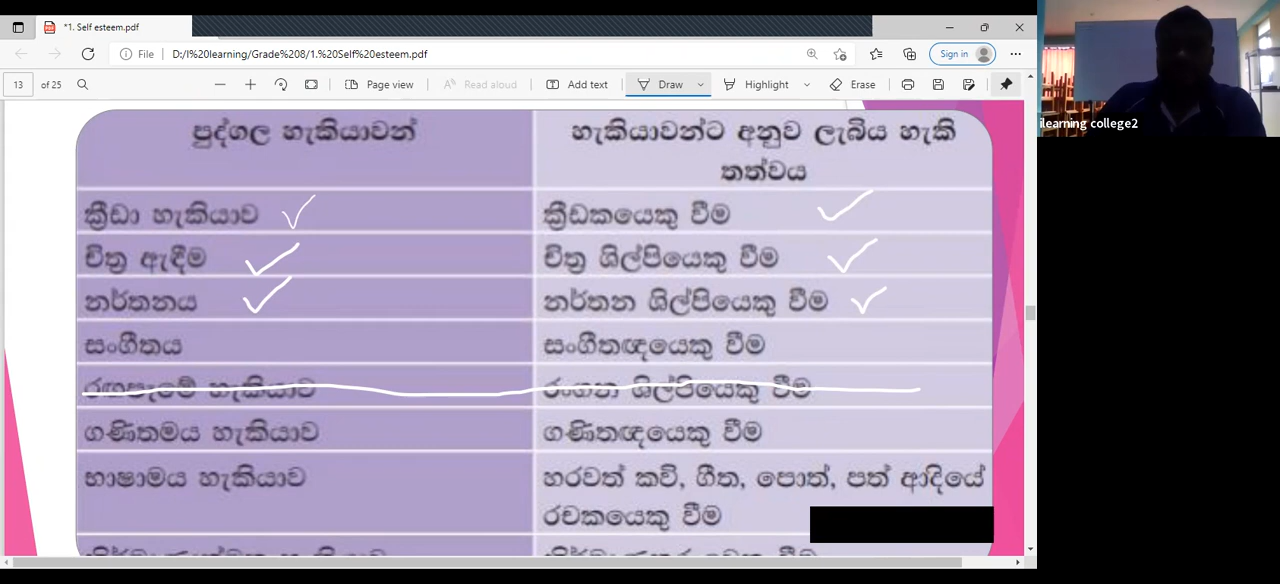 *1. Self esteem.pdf
File D:/I%20learning/Grade%208/1.%20Self%20esteem.pdf Sign in
13 of 25 Page view Read aloud Add text Draw Highlight Erase
ilearning college2
පුද්ගල හැකියාවන් හැකියාවන්ට අනුව ලැබිය හැකි
තත්වය
ක්‍රීඩා හැකියාව ක්‍රීඩකයෙකු වීම
චිත්‍ර ඇඳීම චිත්‍ර ශිල්පියෙකු වීම
නර්තනය නර්තන ශිල්පියෙකු වීම
සංගීතය සංගීතඥයෙකු වීම
රඟපෑමේ හැකියාව රංගන ශිල්පියෙකු වීම
ගණිතමය හැකියාව ගණිතඥයෙකු වීම
භාෂාමය හැකියාව හරවත් කවි, ගීත, පොත්, පත් ආදියේ
රචකයෙකු වීම